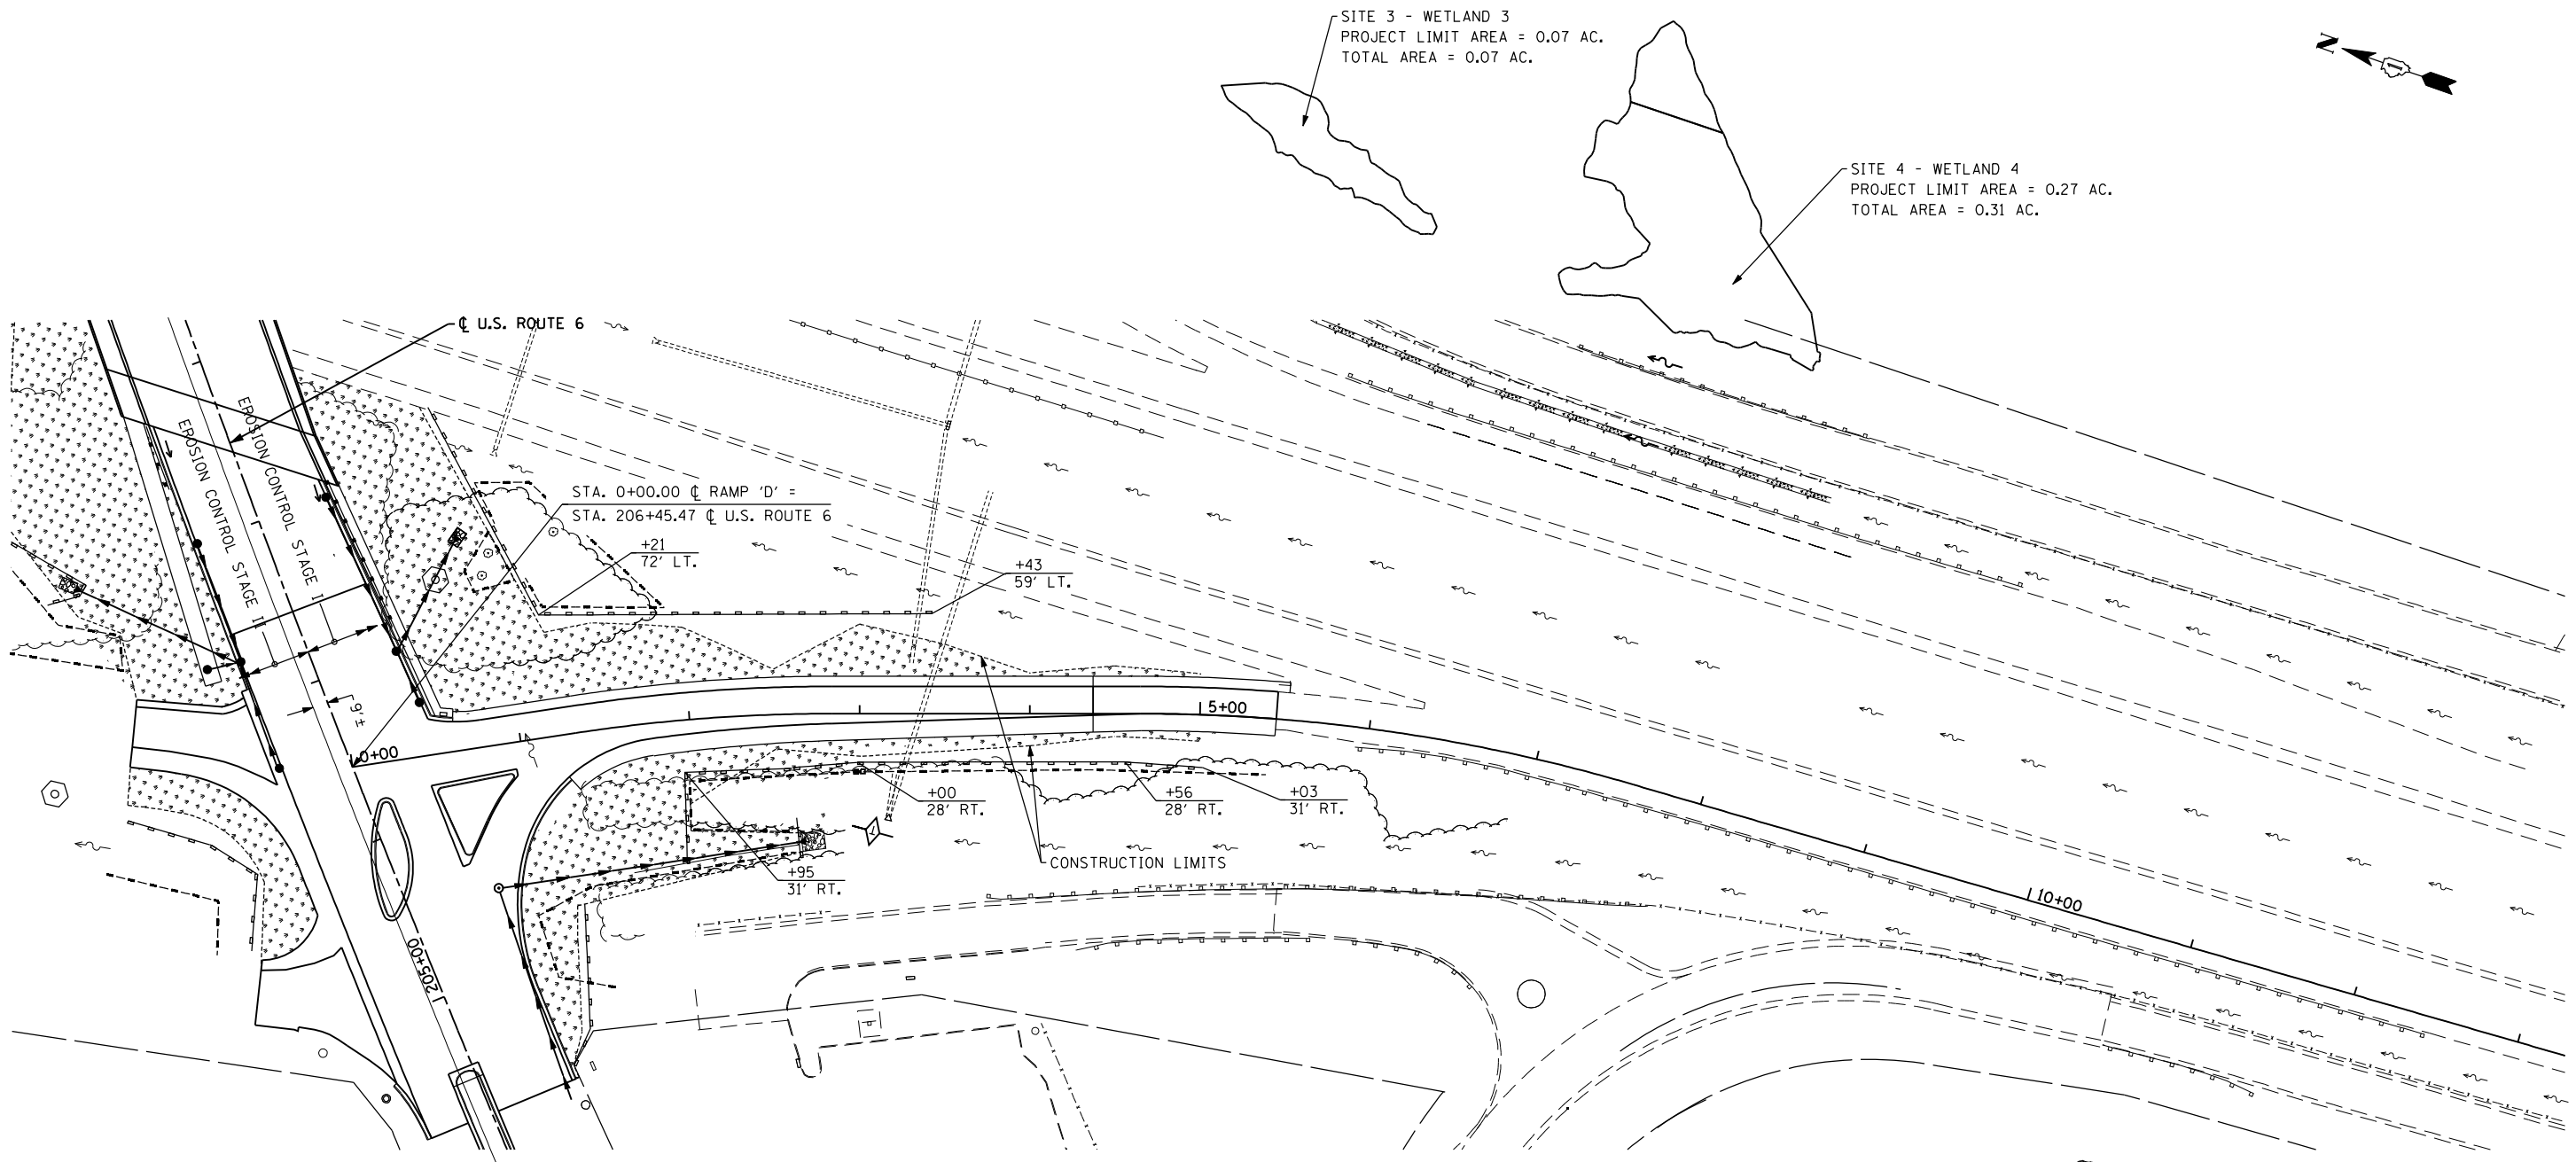 SITE 3 - WETLAND 3
PROJECT LIMIT AREA = 0.07 AC.
TOTAL AREA = 0.07 AC.
N
SITE 4 - WETLAND 4
PROJECT LIMIT AREA = 0.27 AC.
TOTAL AREA = 0.31 AC.
℄ U.S. ROUTE 6
EROSION CONTROL STAGE I
EROSION CONTROL STAGE II
STA. 0+00.00 ℄ RAMP 'D' =
STA. 206+45.47 ℄ U.S. ROUTE 6
+21
72' LT.
+43
59' LT.
9'±
0+00
5+00
+00
28' RT.
+56
28' RT.
+03
31' RT.
+95
31' RT.
CONSTRUCTION LIMITS
205+00
10+00